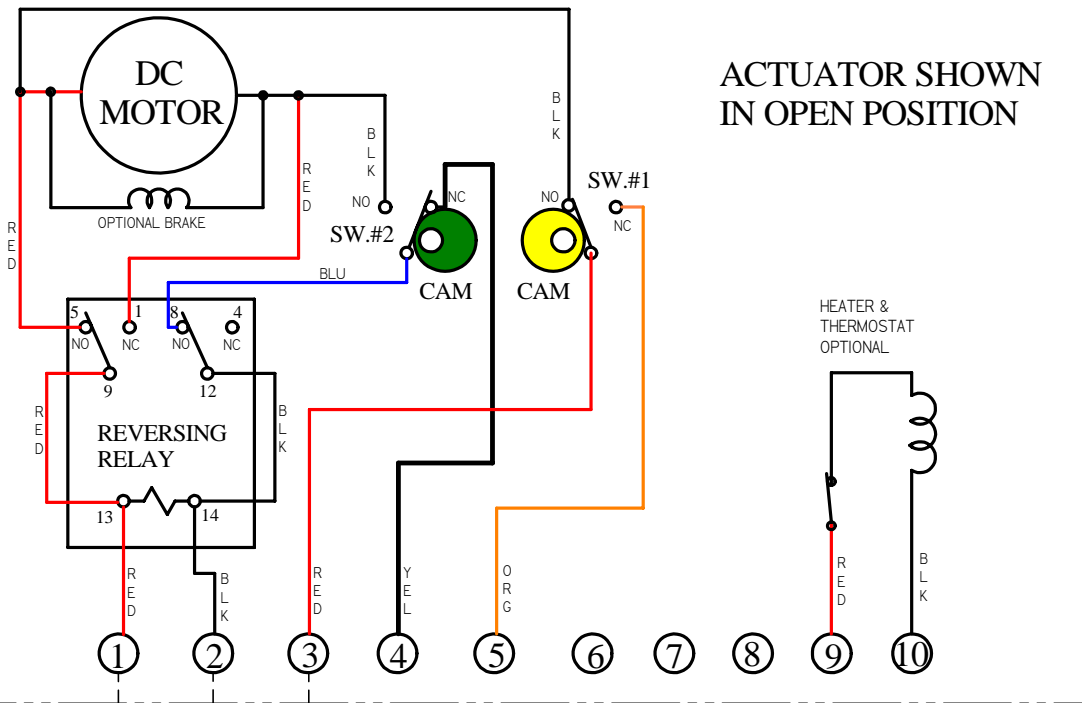 DC
MOTOR
ACTUATOR SHOWN
IN OPEN POSITION
OPTIONAL BRAKE
RED
RED
BLK
BLK
NO
NC
SW.#2
NO
SW.#1
NC
BLU
CAM
CAM
5
1
8
4
NO
NC
NO
NC
9
12
RED
BLK
REVERSING
RELAY
13
14
HEATER &
THERMOSTAT
OPTIONAL
RED
BLK
RED
YEL
ORG
RED
BLK
1
2
3
4
5
6
7
8
9
10